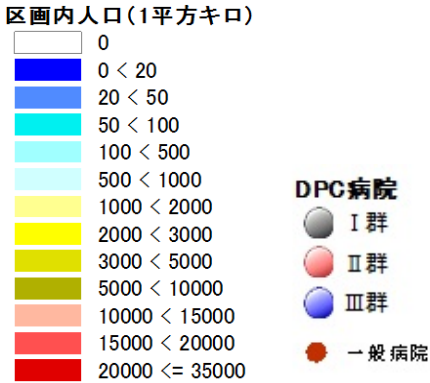 区画内人口(1平方キロ)
0
0 < 20
20 < 50
50 < 100
100 < 500
500 < 1000
1000 < 2000
2000 < 3000
3000 < 5000
5000 < 10000
10000 < 15000
15000 < 20000
20000 <= 35000
DPC病院
Ⅰ群
Ⅱ群
Ⅲ群
一般病院